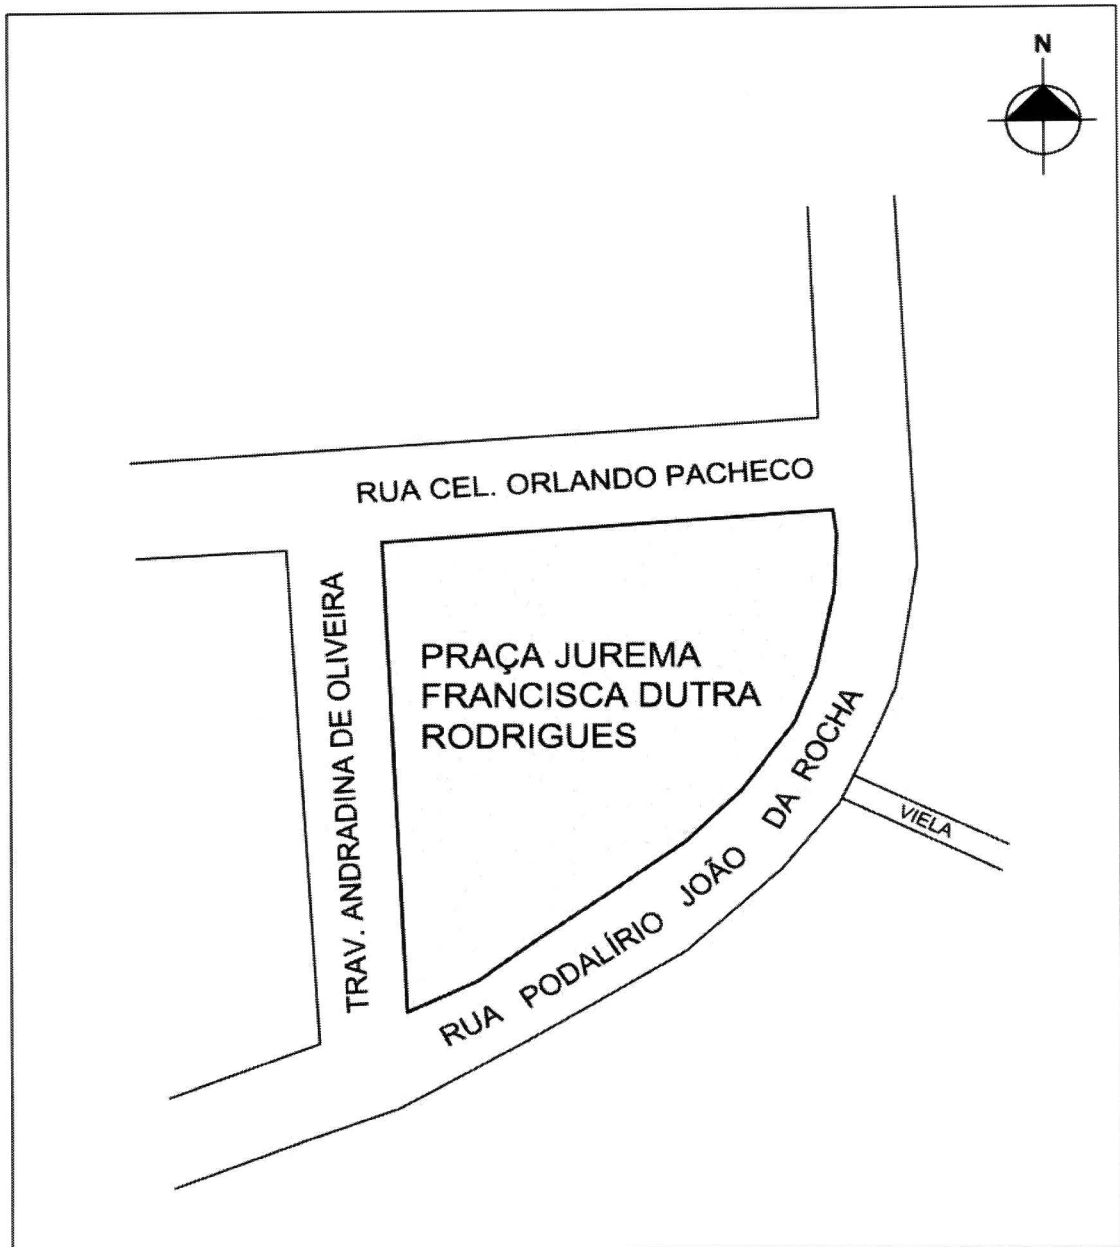 N
RUA CEL. ORLANDO PACHECO
TRAV. ANDRADINA DE OLIVEIRA
PRAÇA JUREMA
FRANCISCA DUTRA
RODRIGUES
RUA PODALÍRIO JOÃO DA ROCHA
VIELA